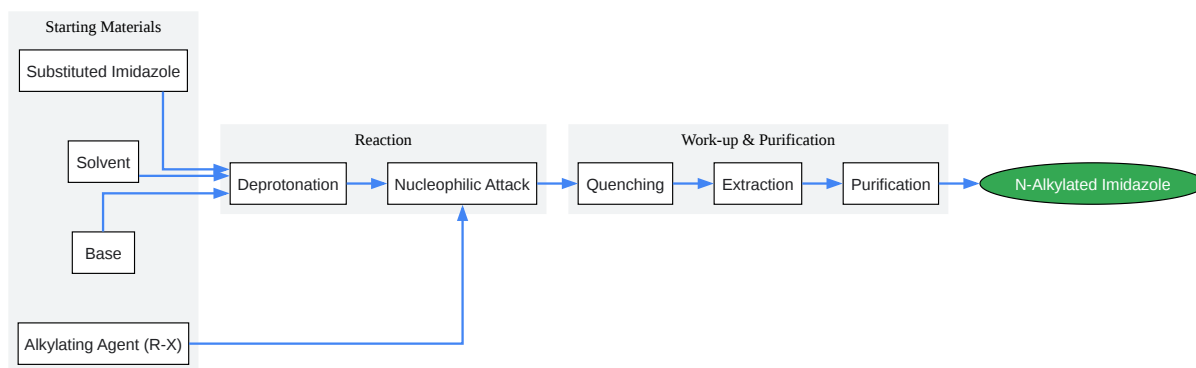 Starting Materials
Substituted Imidazole
Solvent
Base
Alkylating Agent (R-X)
Reaction
Deprotonation
Nucleophilic Attack
Work-up & Purification
Quenching
Extraction
Purification
N-Alkylated Imidazole